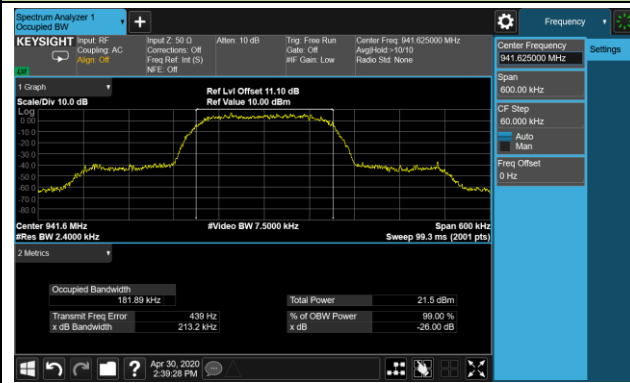 Spectrum Analyzer 1
Occupied BW
Frequency
KEYSIGHT
Input: RF
Coupling: AC
Align: Off
Input Z: 50 Ω
Corrections: Off
Freq Ref: Int (S)
NFE: Off
Atten: 10 dB
Trig: Free Run
Gate: Off
#IF Gain: Low
Center Freq: 941.625000 MHz
Avg|Hold:>10/10
Radio Std: None
Center Frequency
941.625000 MHz
Settings
Span
600.00 kHz
CF Step
60.000 kHz
Auto
Man
Freq Offset
0 Hz
1 Graph
Scale/Div 10.0 dB
Ref Lvl Offset 11.10 dB
Ref Value 10.00 dBm
Log
0.00
-10.0
-20.0
-30.0
-40.0
-50.0
-60.0
-70.0
-80.0
Center 941.6 MHz
#Video BW 7.5000 kHz
Span 600 kHz
#Res BW 2.4000 kHz
Sweep 99.3 ms (2001 pts)
2 Metrics
Occupied Bandwidth
181.89 kHz
Total Power 21.5 dBm
Transmit Freq Error 439 Hz
% of OBW Power 99.00 %
x dB Bandwidth 213.2 kHz
x dB -26.00 dB
?
Apr 30, 2020
2:39:28 PM